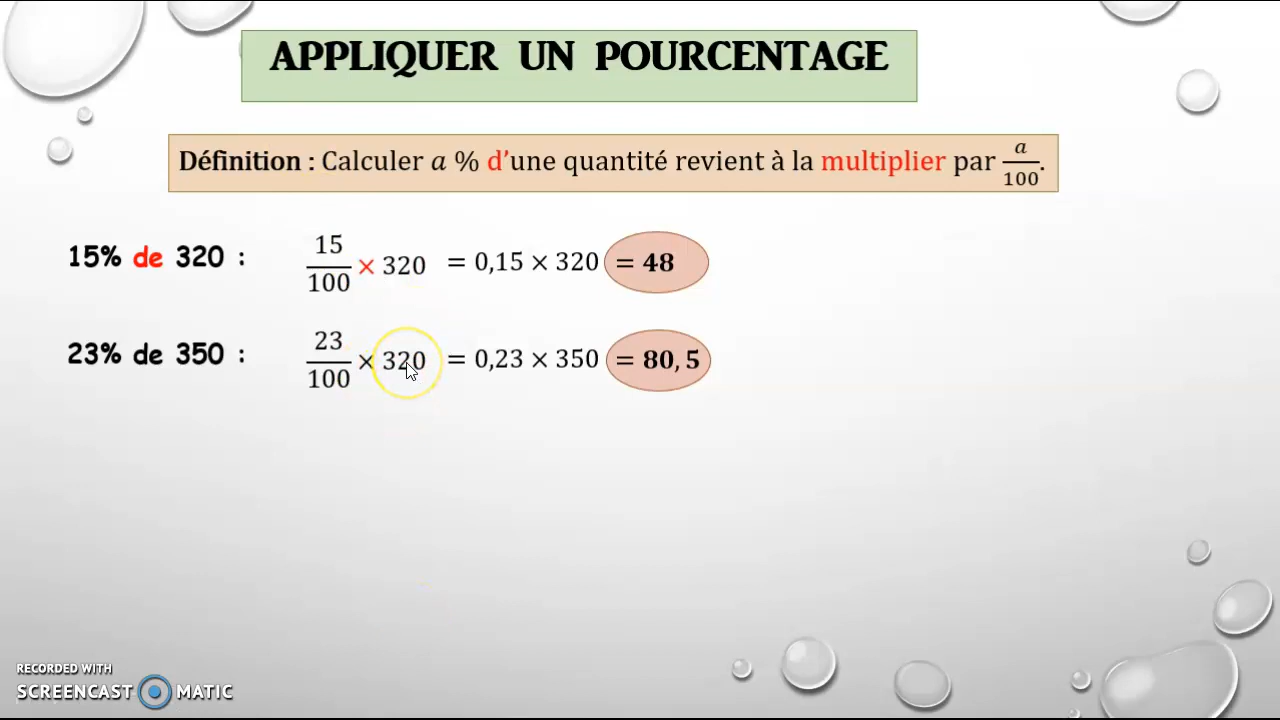 APPLIQUER UN POURCENTAGE
Définition : Calculer a % d'une quantité revient à la multiplier par a/100.
15% de 320 : 15/100 × 320 = 0,15 × 320 = 48
23% de 350 : 23/100 × 320 = 0,23 × 350 = 80,5
RECORDED WITH
SCREENCAST MATIC